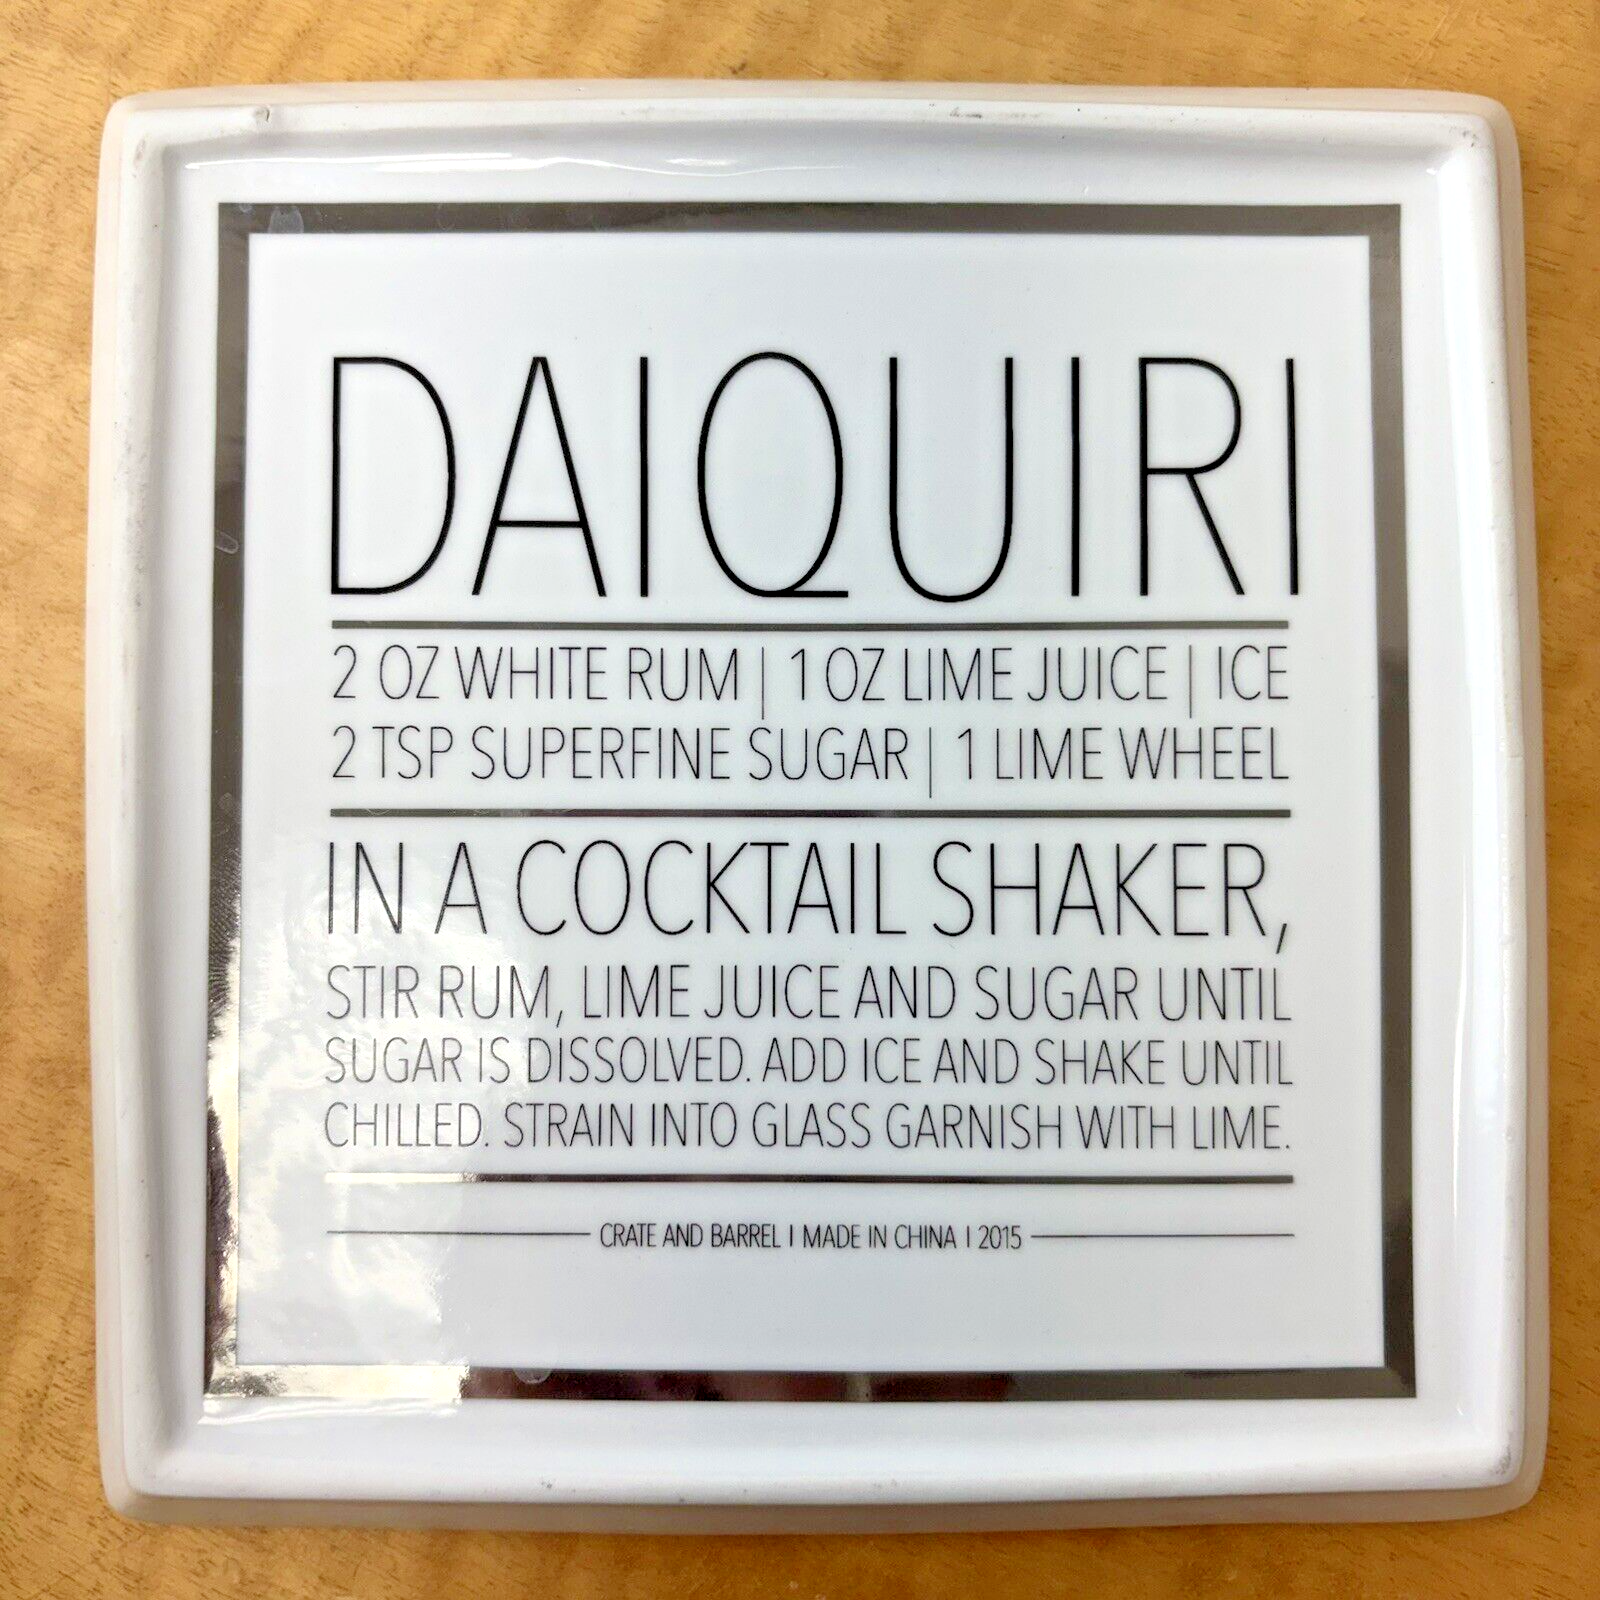 DAIQUIRI
2 OZ WHITE RUM | 1 OZ LIME JUICE | ICE
2 TSP SUPERFINE SUGAR | 1 LIME WHEEL
IN A COCKTAIL SHAKER,
STIR RUM, LIME JUICE AND SUGAR UNTIL
SUGAR IS DISSOLVED. ADD ICE AND SHAKE UNTIL
CHILLED. STRAIN INTO GLASS GARNISH WITH LIME.
CRATE AND BARREL I MADE IN CHINA I 2015